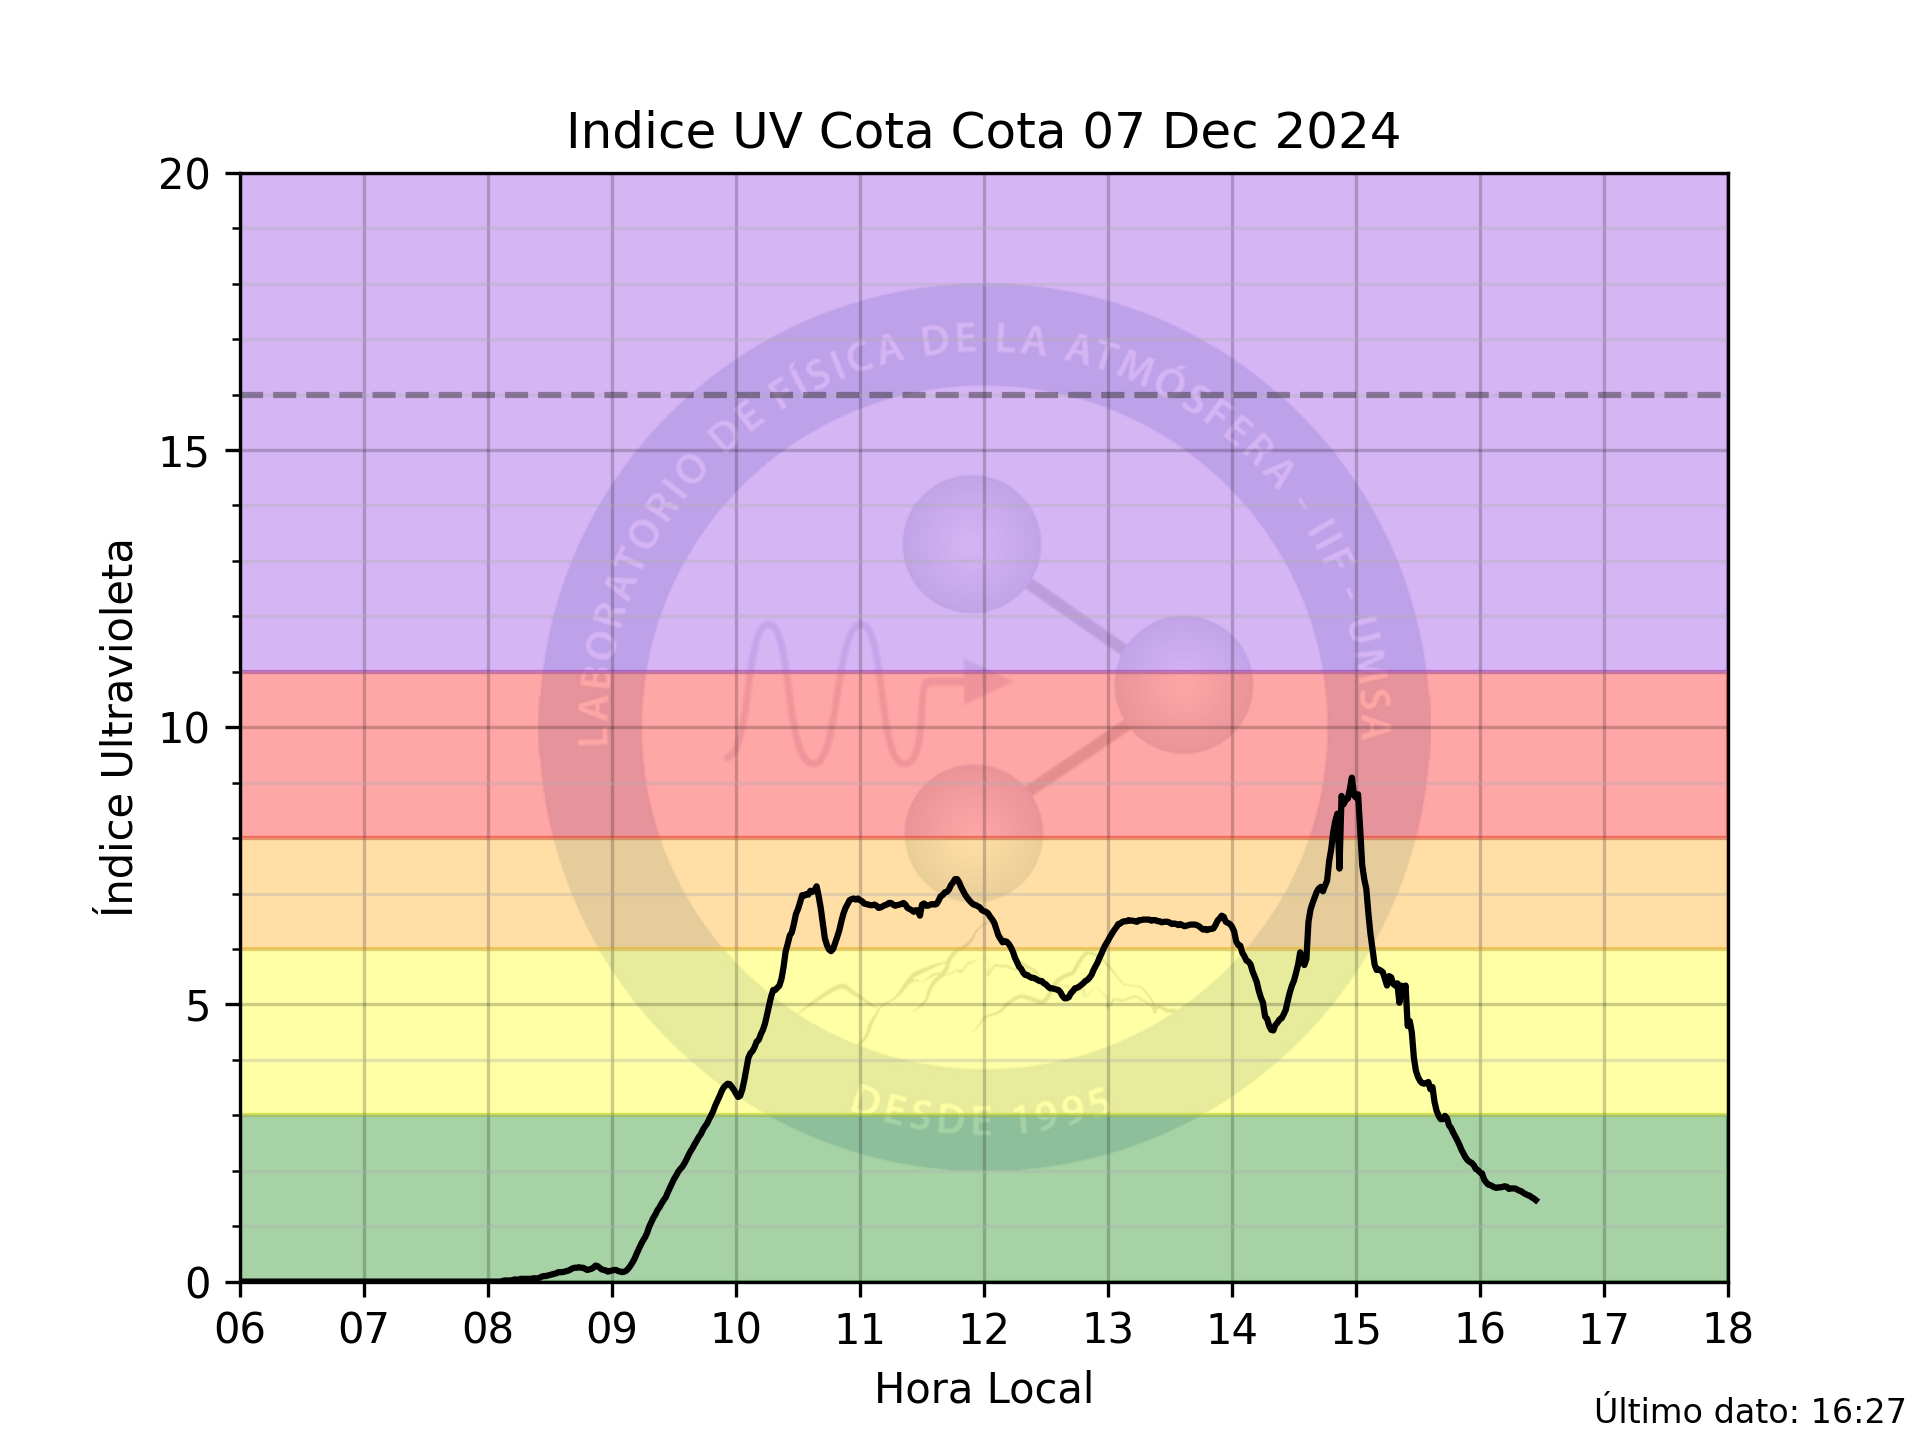 Indice UV Cota Cota 07 Dec 2024
20
15
10
5
0
Índice Ultravioleta
LABORATORIO DE FÍSICA DE LA ATMÓSFERA - IIF - UMSA
DESDE 1995
06 07 08 09 10 11 12 13 14 15 16 17 18
Hora Local
Último dato: 16:27